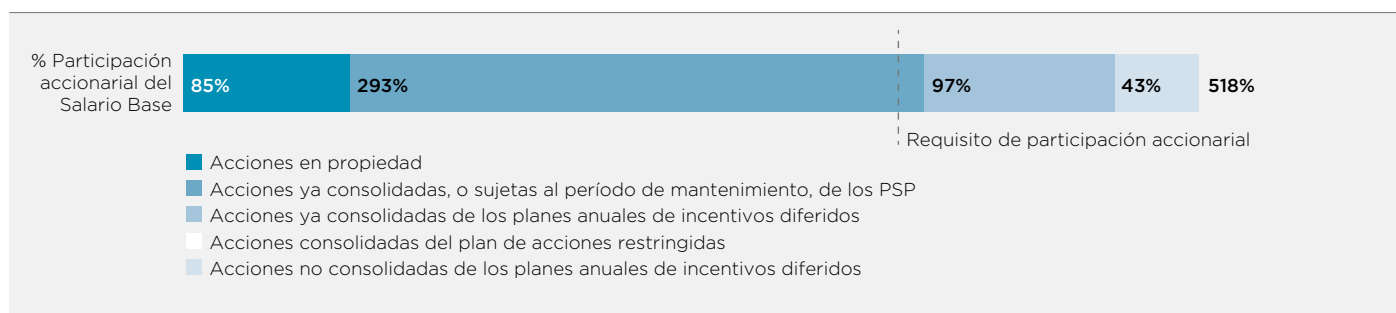 % Participación
accionarial del
Salario Base
85%
293%
97%
43%
518%
Requisito de participación accionarial
Acciones en propiedad
Acciones ya consolidadas, o sujetas al período de mantenimiento, de los PSP
Acciones ya consolidadas de los planes anuales de incentivos diferidos
Acciones consolidadas del plan de acciones restringidas
Acciones no consolidadas de los planes anuales de incentivos diferidos